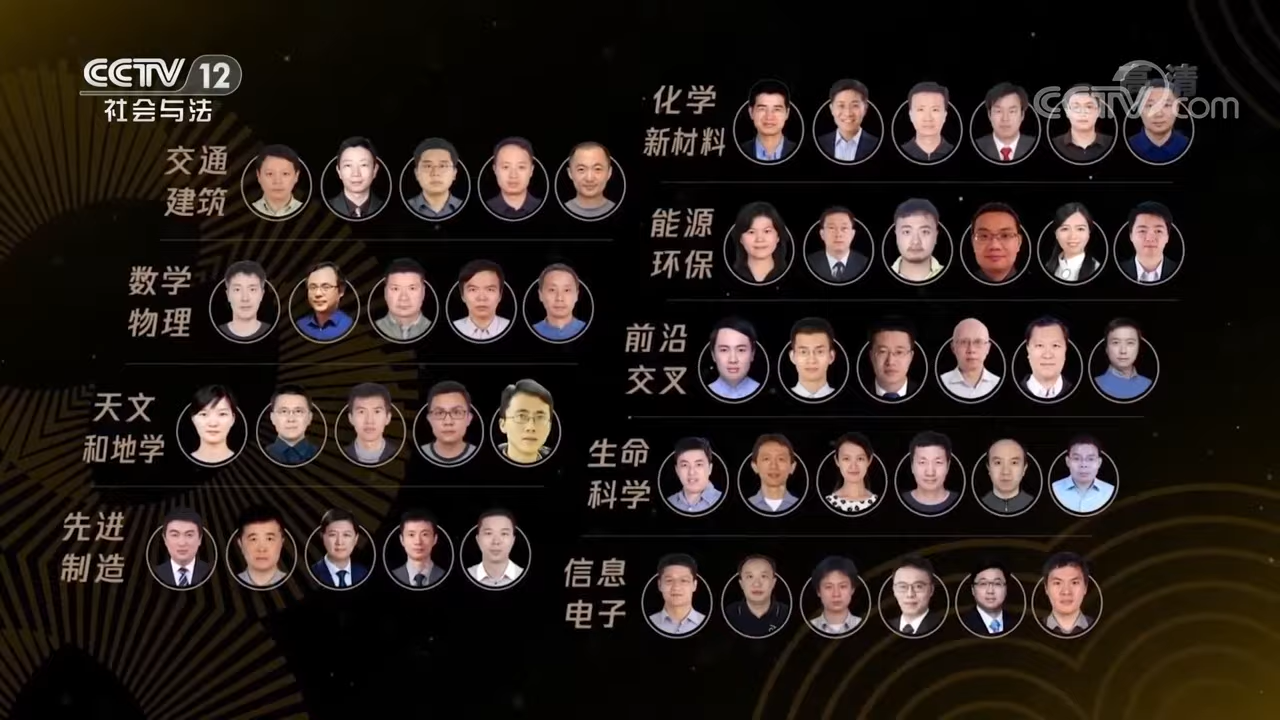 CCTV 12
社会与法
高清
CCTV.com
交通
建筑
数学
物理
天文
和地学
先进
制造
化学
新材料
能源
环保
前沿
交叉
生命
科学
信息
电子